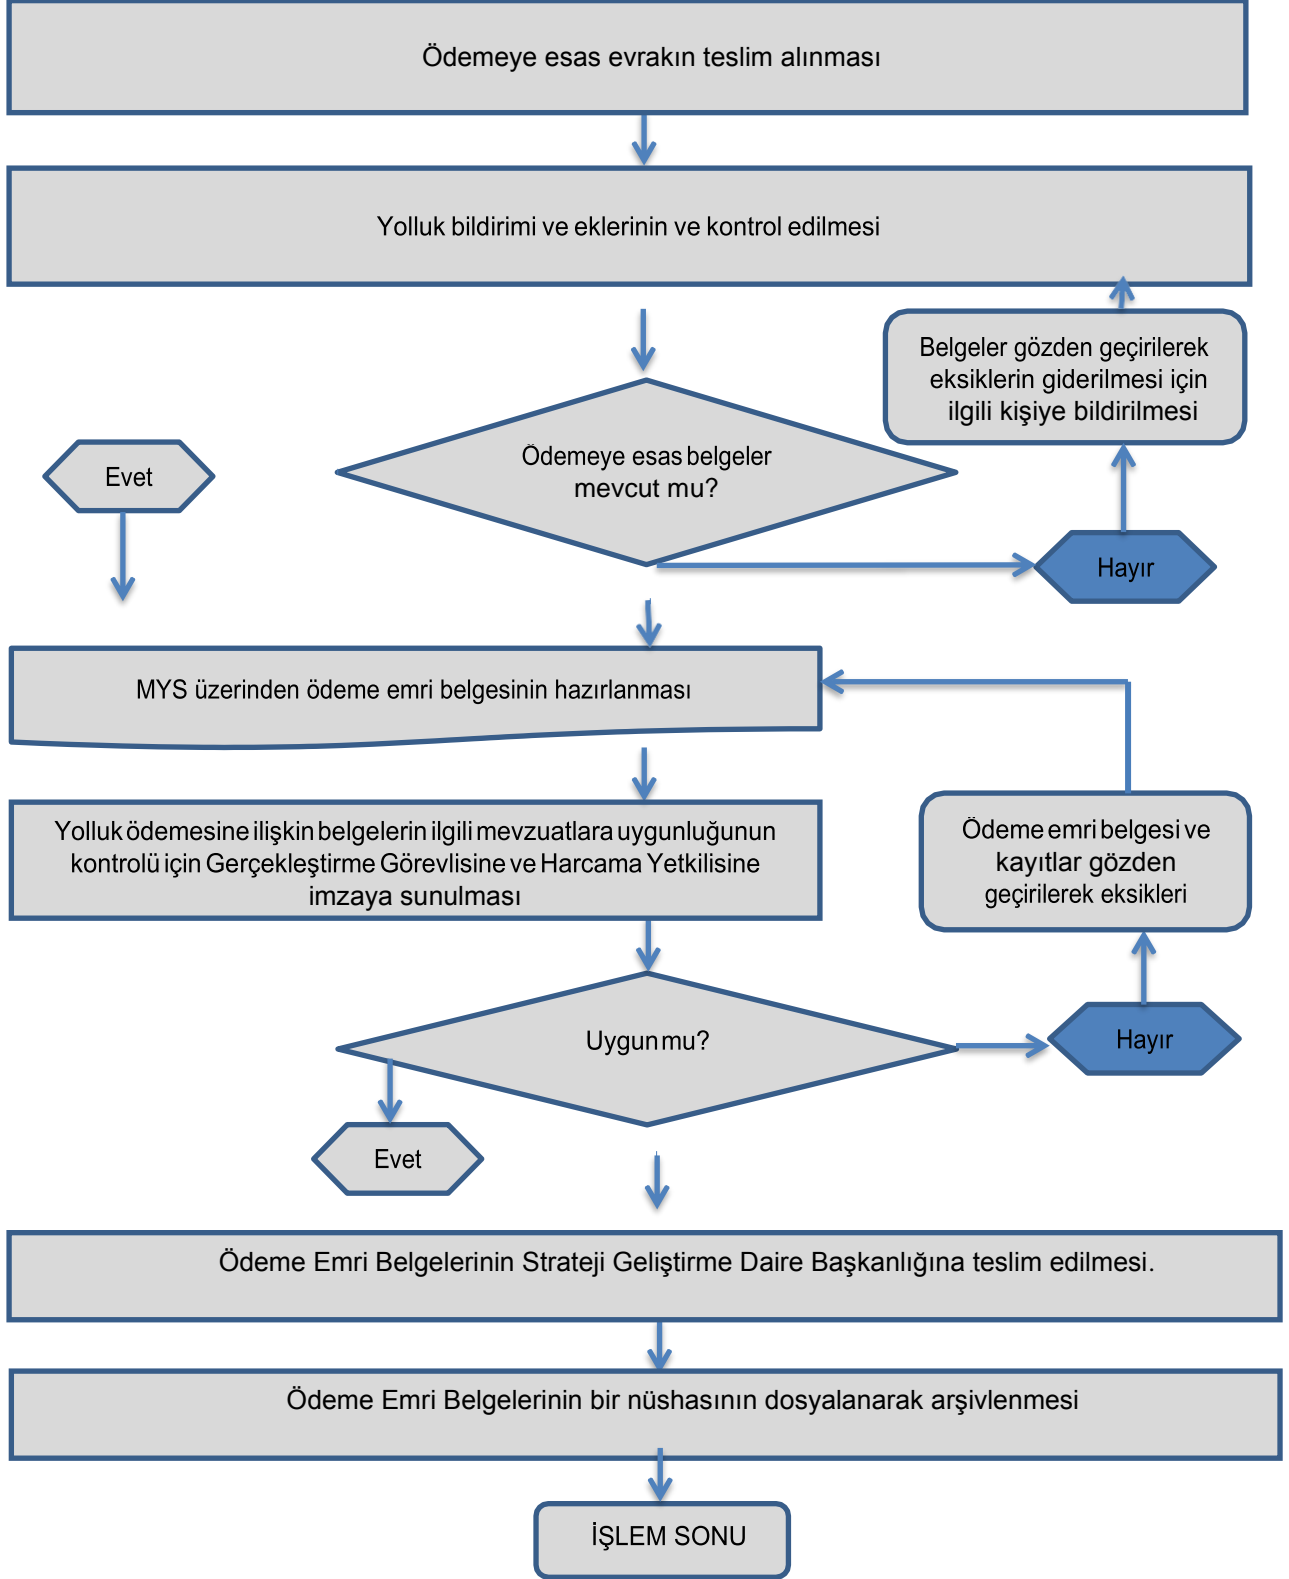 Ödemeye esas evrakın teslim alınması
Yolluk bildirimi ve eklerinin ve kontrol edilmesi
Belgeler gözden geçirilerek
eksiklerin giderilmesi için
ilgili kişiye bildirilmesi
Ödemeye esas belgeler
mevcut mu?
Evet
Hayır
MYS üzerinden ödeme emri belgesinin hazırlanması
Yolluk ödemesine ilişkin belgelerin ilgili mevzuatlara uygunluğunun
kontrolü için Gerçekleştirme Görevlisine ve Harcama Yetkilisine
imzaya sunulması
Ödeme emri belgesi ve
kayıtlar gözden
geçirilerek eksikleri
Uygun mu?
Hayır
Evet
Ödeme Emri Belgelerinin Strateji Geliştirme Daire Başkanlığına teslim edilmesi.
Ödeme Emri Belgelerinin bir nüshasının dosyalanarak arşivlenmesi
İŞLEM SONU